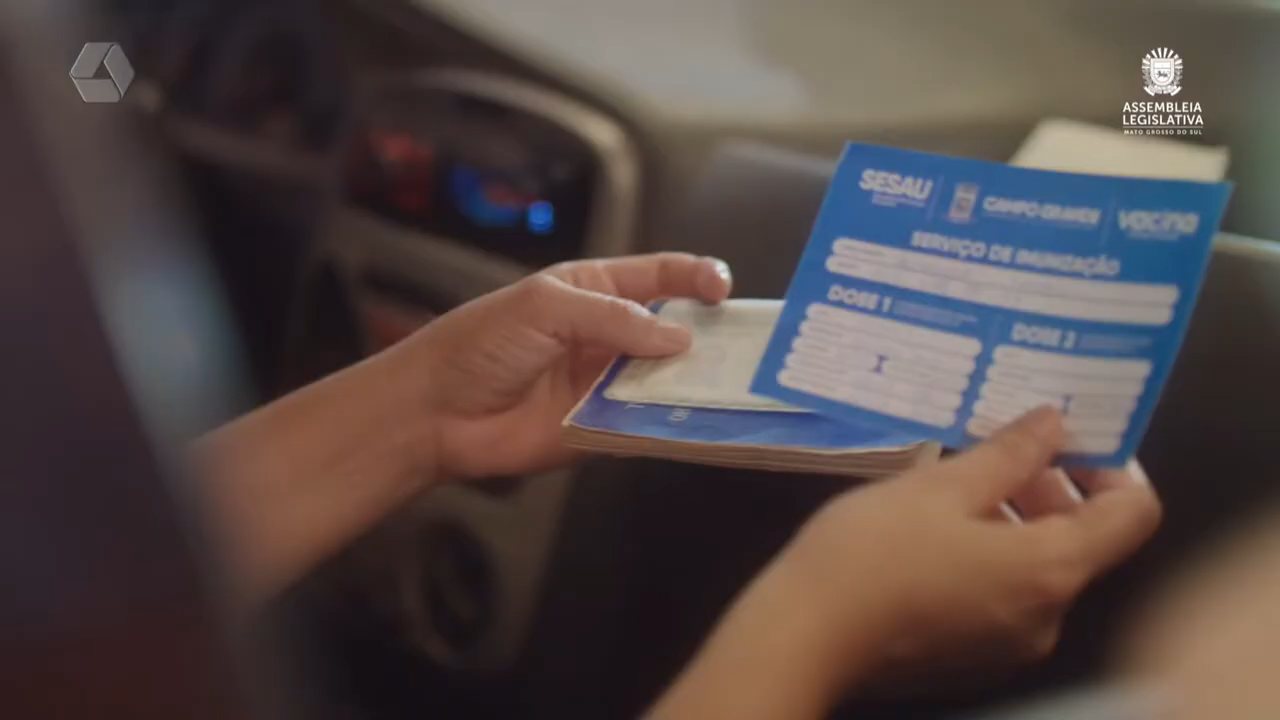 ASSEMBLEIA
LEGISLATIVA
MATO GROSSO DO SUL
SESAU
CAMPO GRANDE
vacina
SERVIÇO DE IMUNIZAÇÃO
DOSE 1
DOSE 2